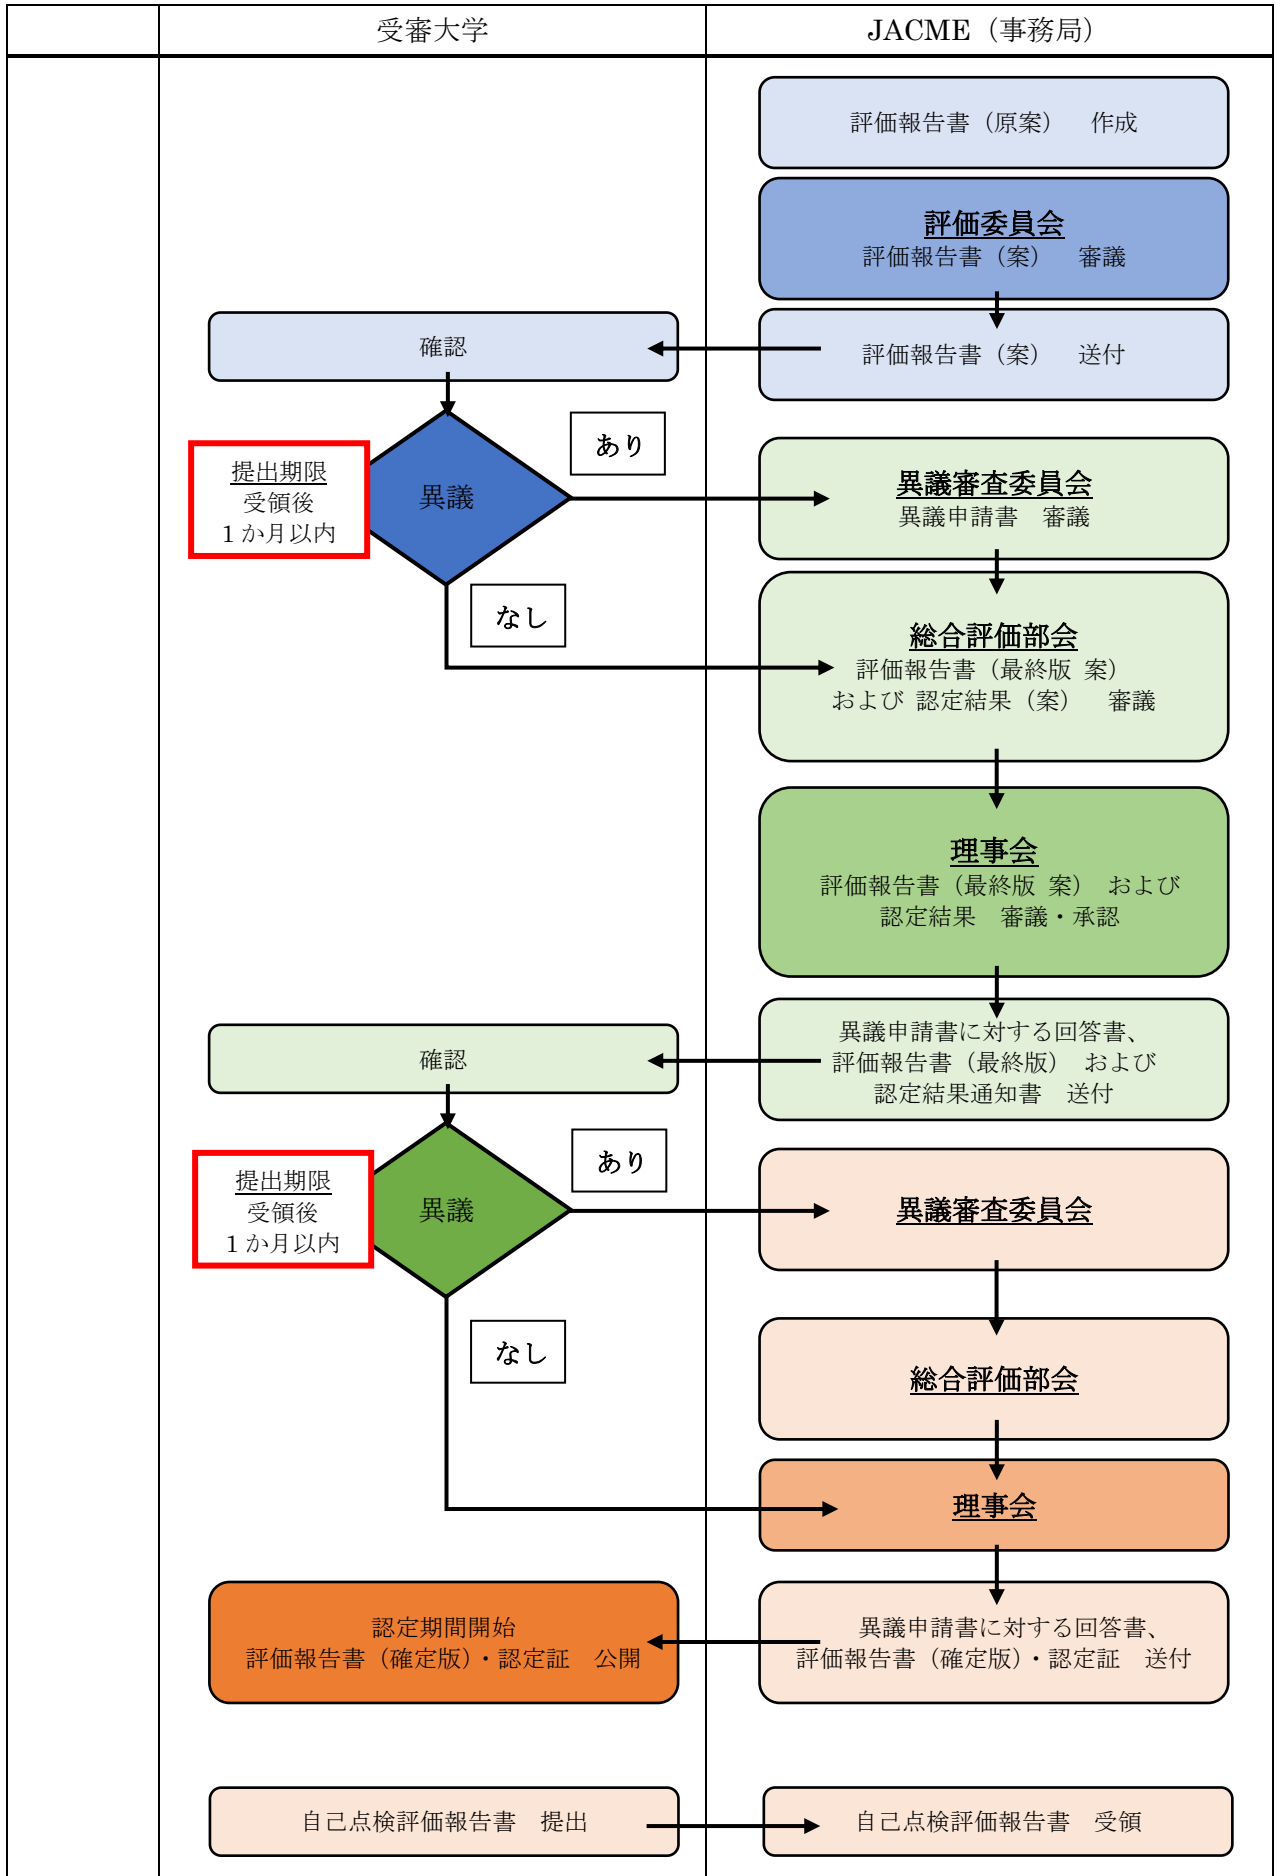 受審大学
JACME（事務局）
評価報告書（原案）　作成
評価委員会
評価報告書（案）　審議
確認
評価報告書（案）　送付
あり
提出期限
受領後
１か月以内
異議
異議審査委員会
異議申請書　審議
なし
総合評価部会
評価報告書（最終版 案）
および 認定結果（案）　審議
理事会
評価報告書（最終版 案） および
認定結果　審議・承認
確認
異議申請書に対する回答書、
評価報告書（最終版） および
認定結果通知書　送付
あり
提出期限
受領後
１か月以内
異議
異議審査委員会
なし
総合評価部会
理事会
認定期間開始
評価報告書（確定版）・認定証　公開
異議申請書に対する回答書、
評価報告書（確定版）・認定証　送付
自己点検評価報告書　提出
自己点検評価報告書　受領